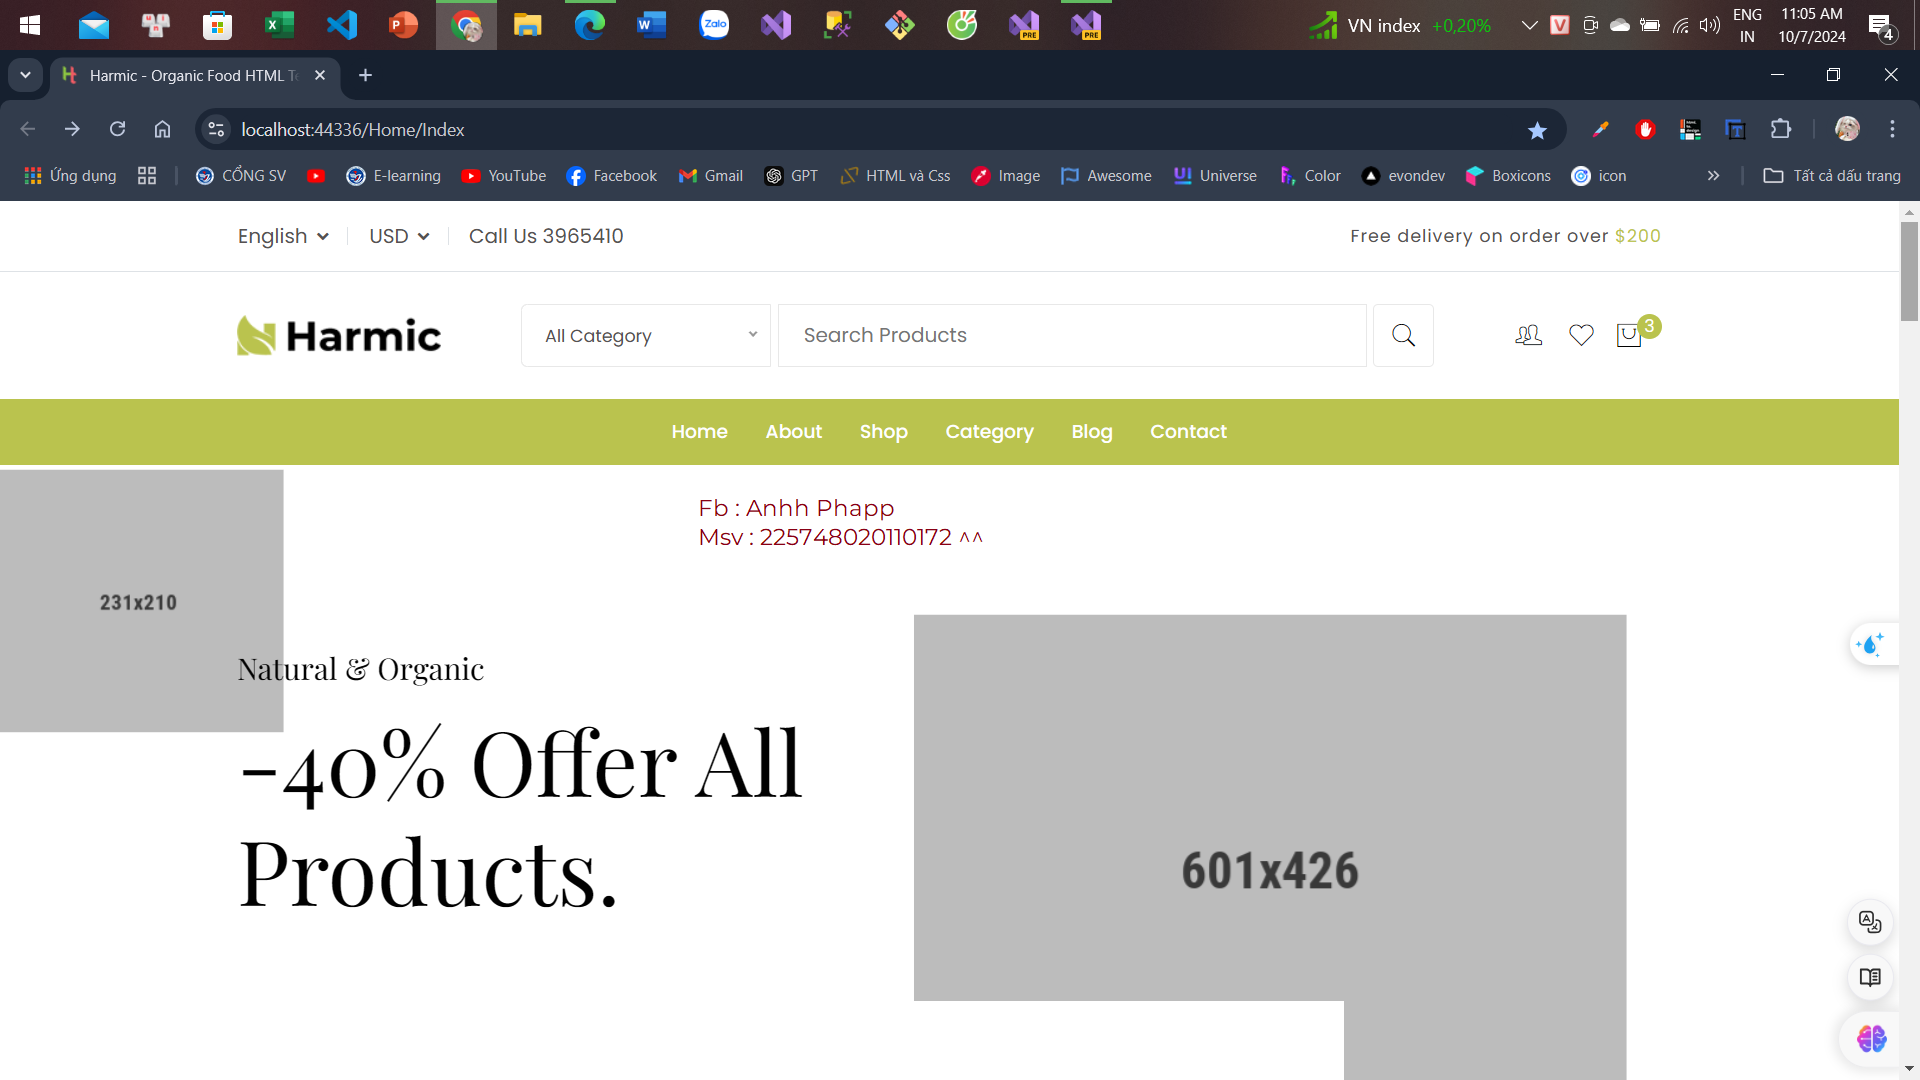 VN index +0,20%
ENG
IN
11:05 AM
10/7/2024
4
Harmic - Organic Food HTML Te
localhost:44336/Home/Index
Ứng dụng
CỔNG SV
E-learning
YouTube
Facebook
Gmail
GPT
HTML và Css
Image
Awesome
Universe
Color
evondev
Boxicons
icon
Tất cả dấu trang
English
USD
Call Us 3965410
Free delivery on order over $200
Harmic
All Category
Search Products
3
Home
About
Shop
Category
Blog
Contact
Fb : Anhh Phapp
Msv : 225748020110172 ^^
231x210
Natural & Organic
-40% Offer All
Products.
601x426